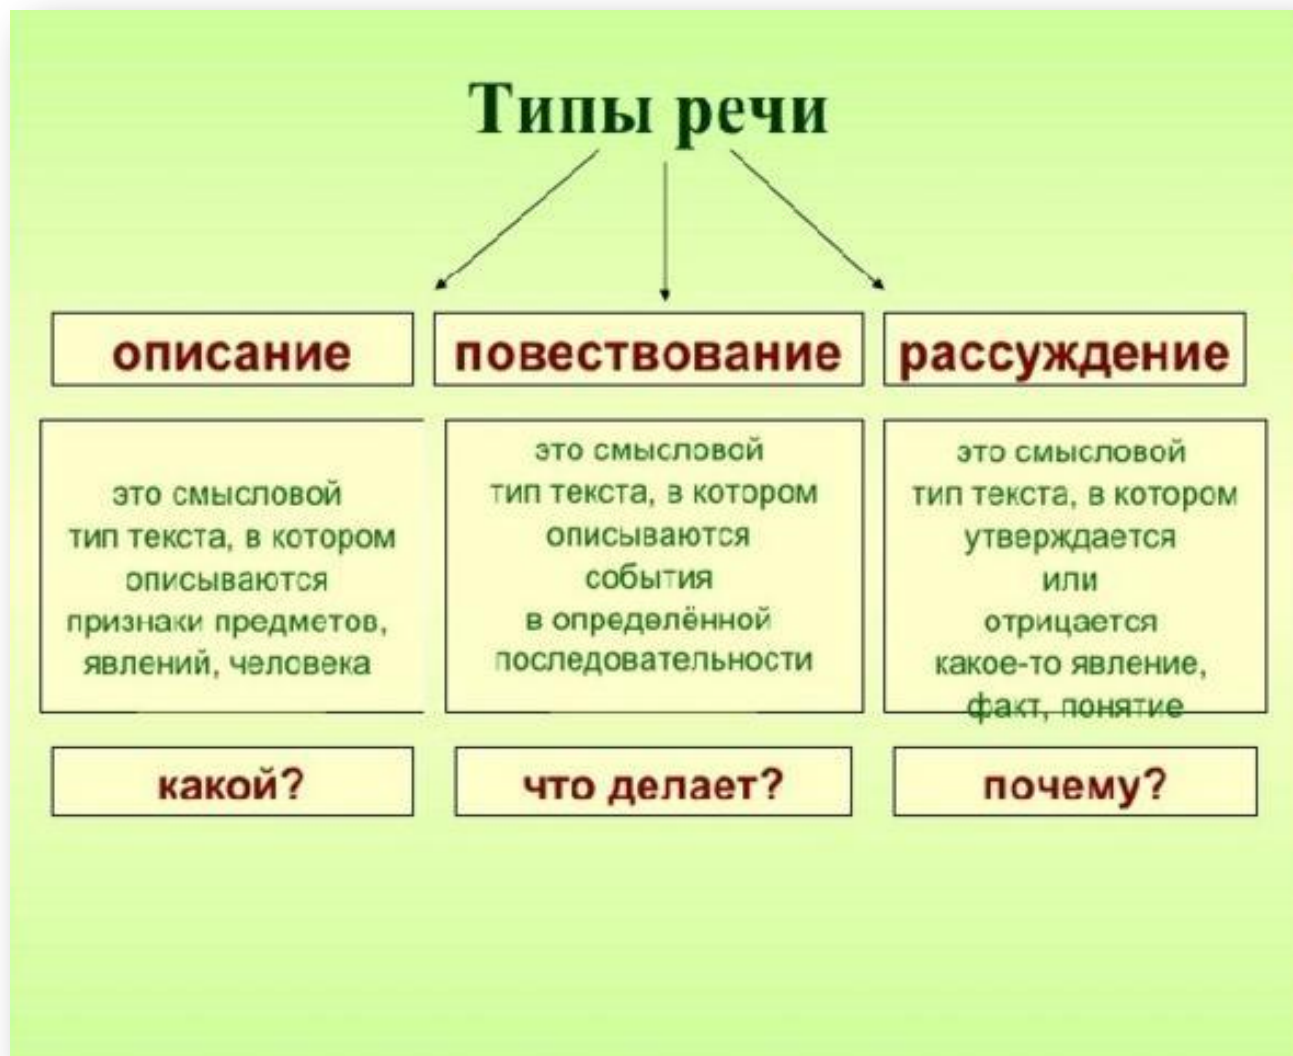 Типы речи
описание
повествование
рассуждение
это смысловой
тип текста, в котором
описываются
признаки предметов,
явлений, человека
это смысловой
тип текста, в котором
описываются
события
в определённой
последовательности
это смысловой
тип текста, в котором
утверждается
или
отрицается
какое-то явление,
факт, понятие
какой?
что делает?
почему?